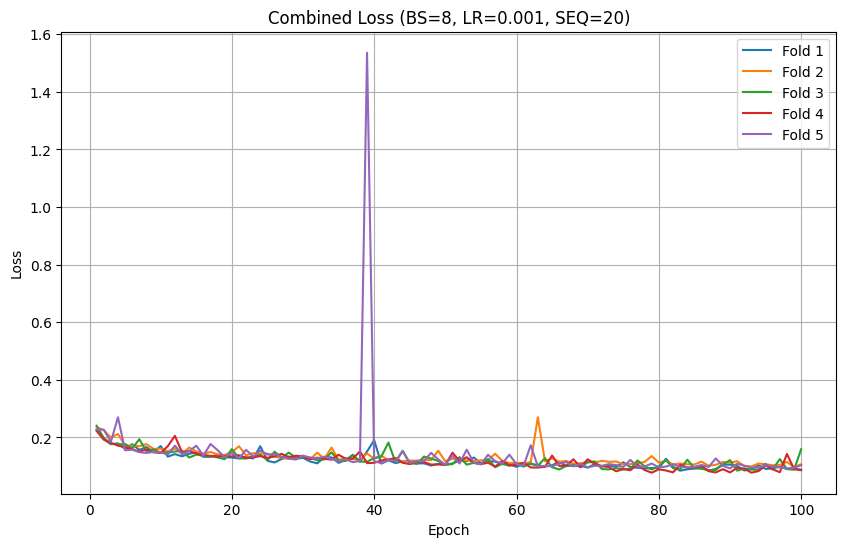 Combined Loss (BS=8, LR=0.001, SEQ=20)
1.6
1.4
1.2
1.0
0.8
0.6
0.4
0.2
Loss
Fold 1
Fold 2
Fold 3
Fold 4
Fold 5
0
20
40
60
80
100
Epoch